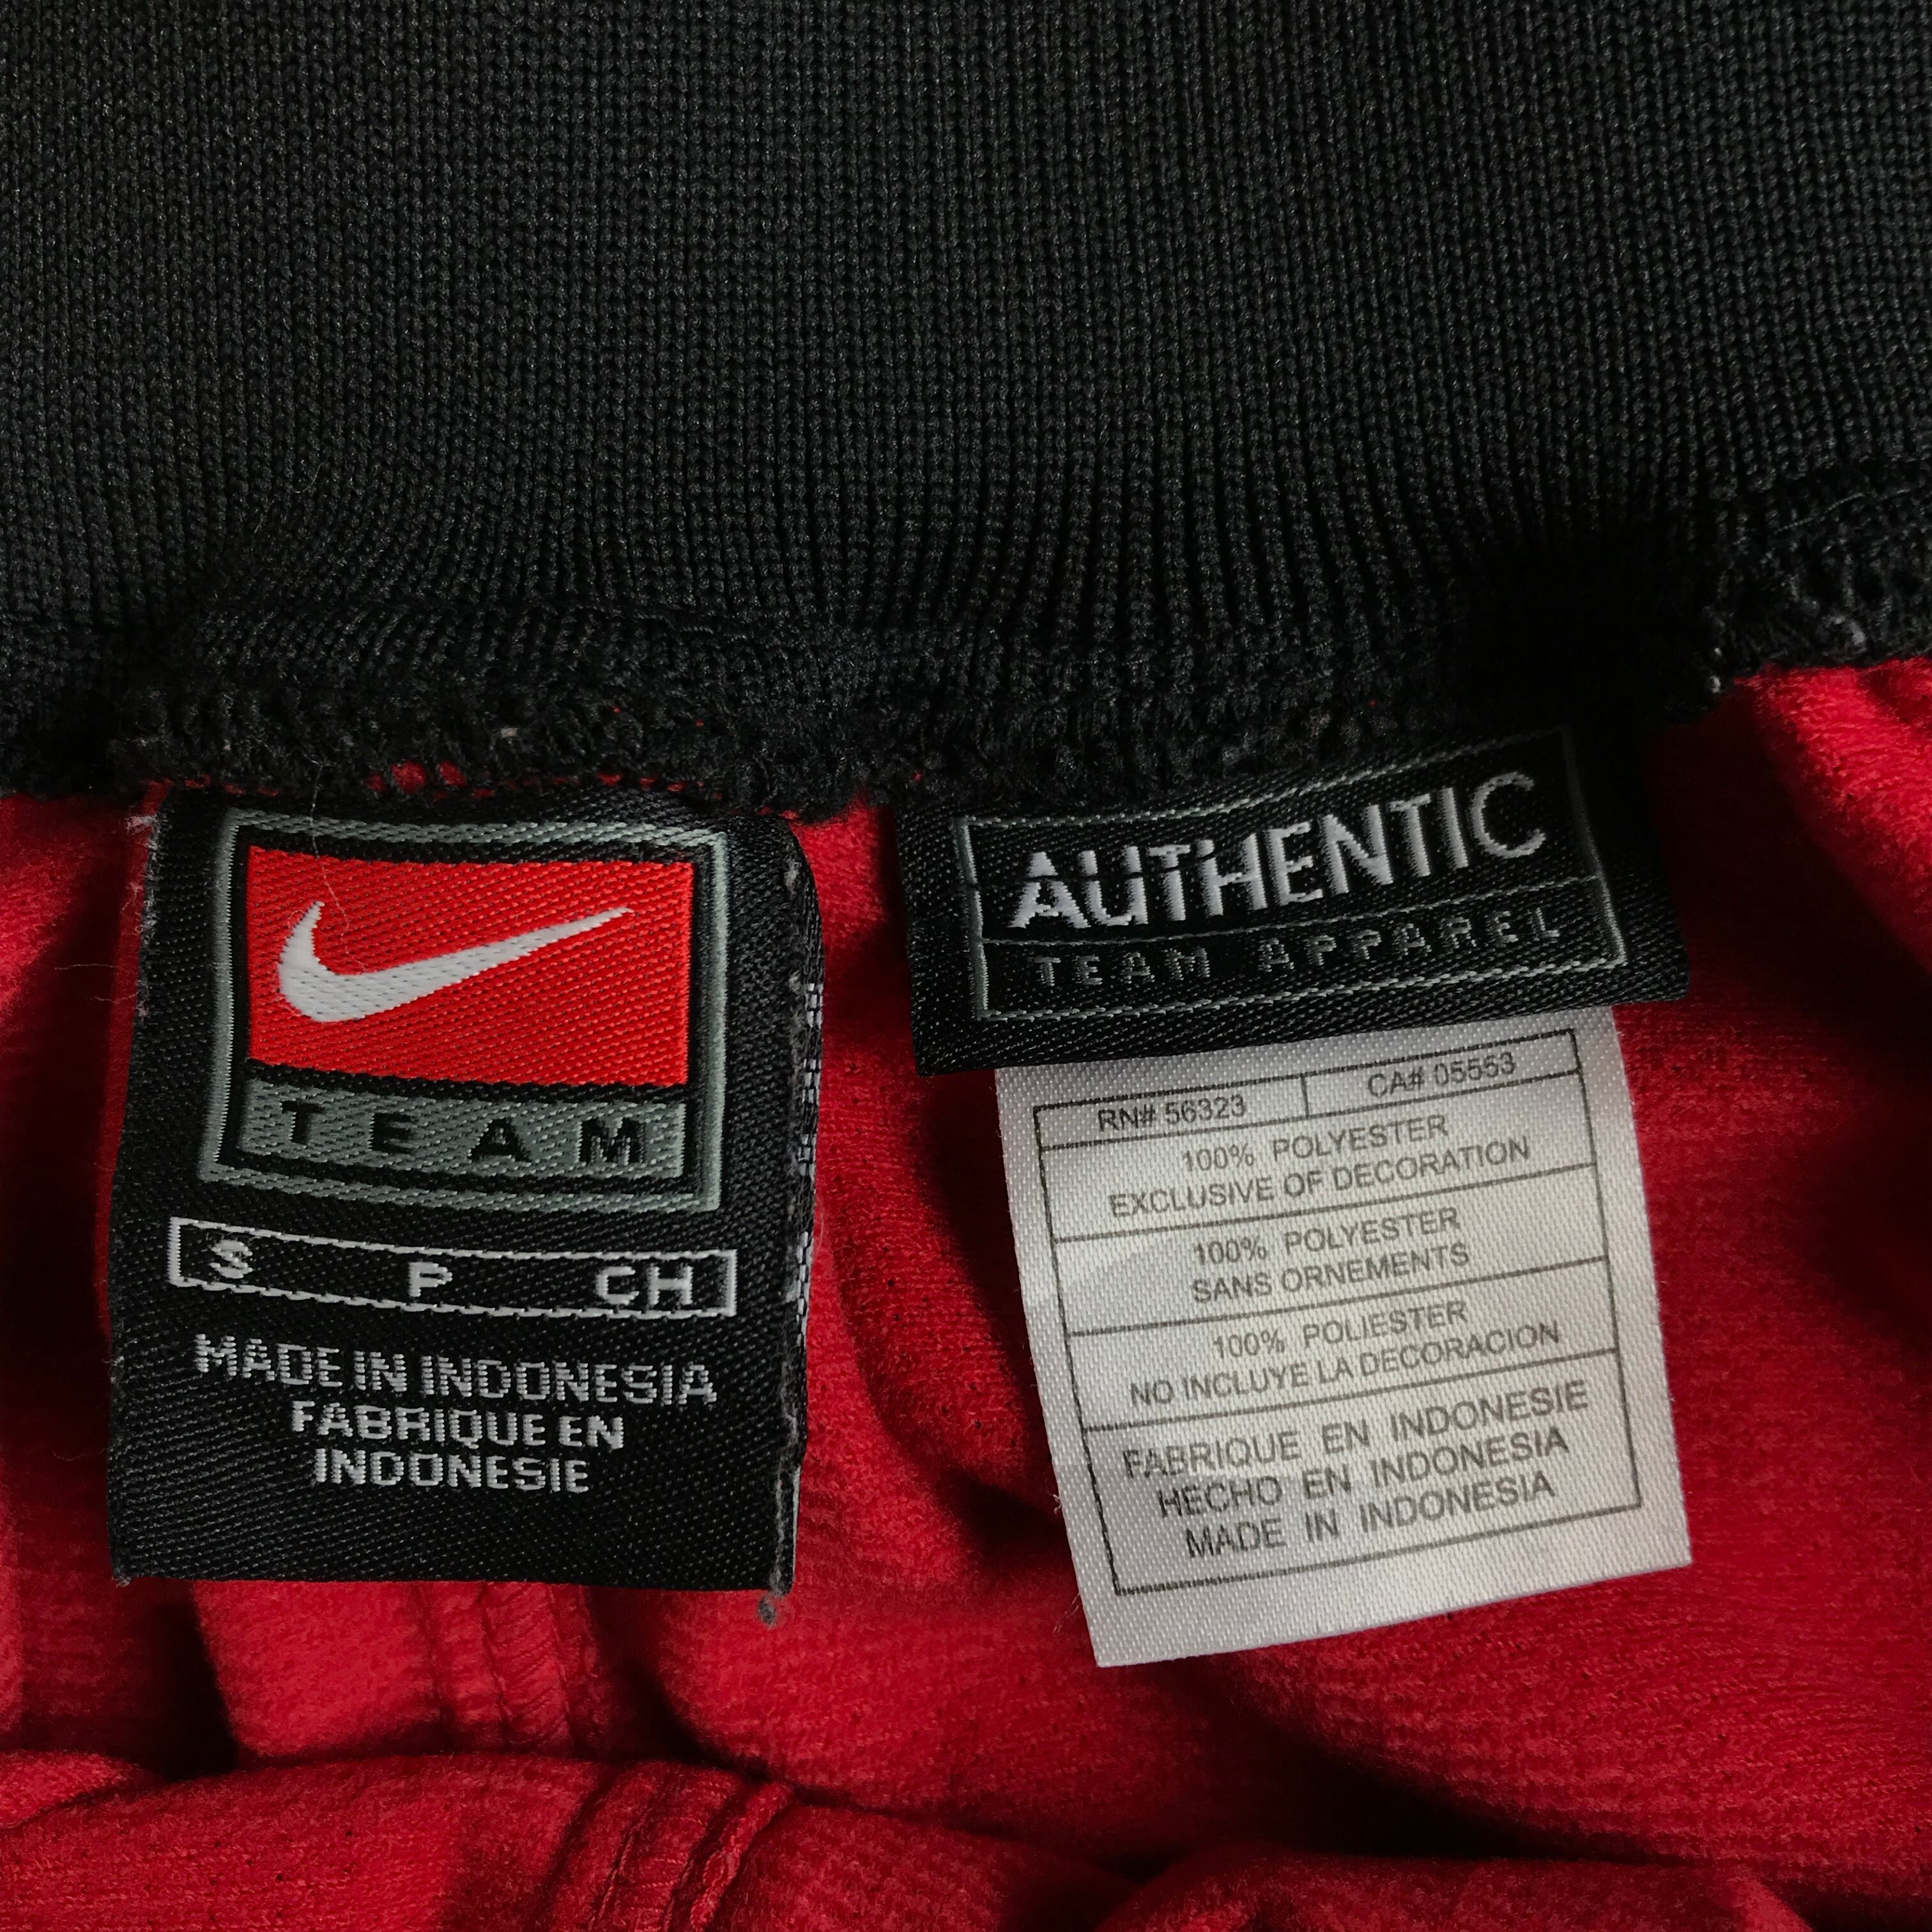 TEAM
S P CH
MADE IN INDONESIA
FABRIQUE EN
INDONESIE
AUTHENTIC
TEAM APPAREL
RN# 56323 CA# 05553
100% POLYESTER
EXCLUSIVE OF DECORATION
100% POLYESTER
SANS ORNEMENTS
100% POLIESTER
NO INCLUYE LA DECORACION
FABRIQUE EN INDONESIE
HECHO EN INDONESIA
MADE IN INDONESIA